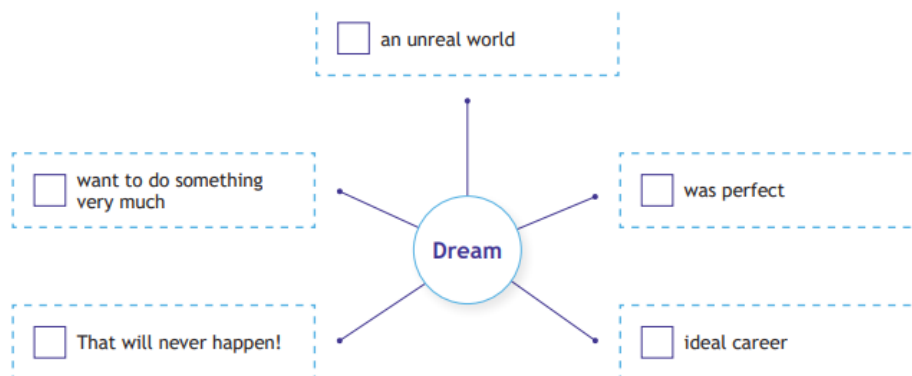 an unreal world
want to do something
very much
was perfect
Dream
That will never happen!
ideal career